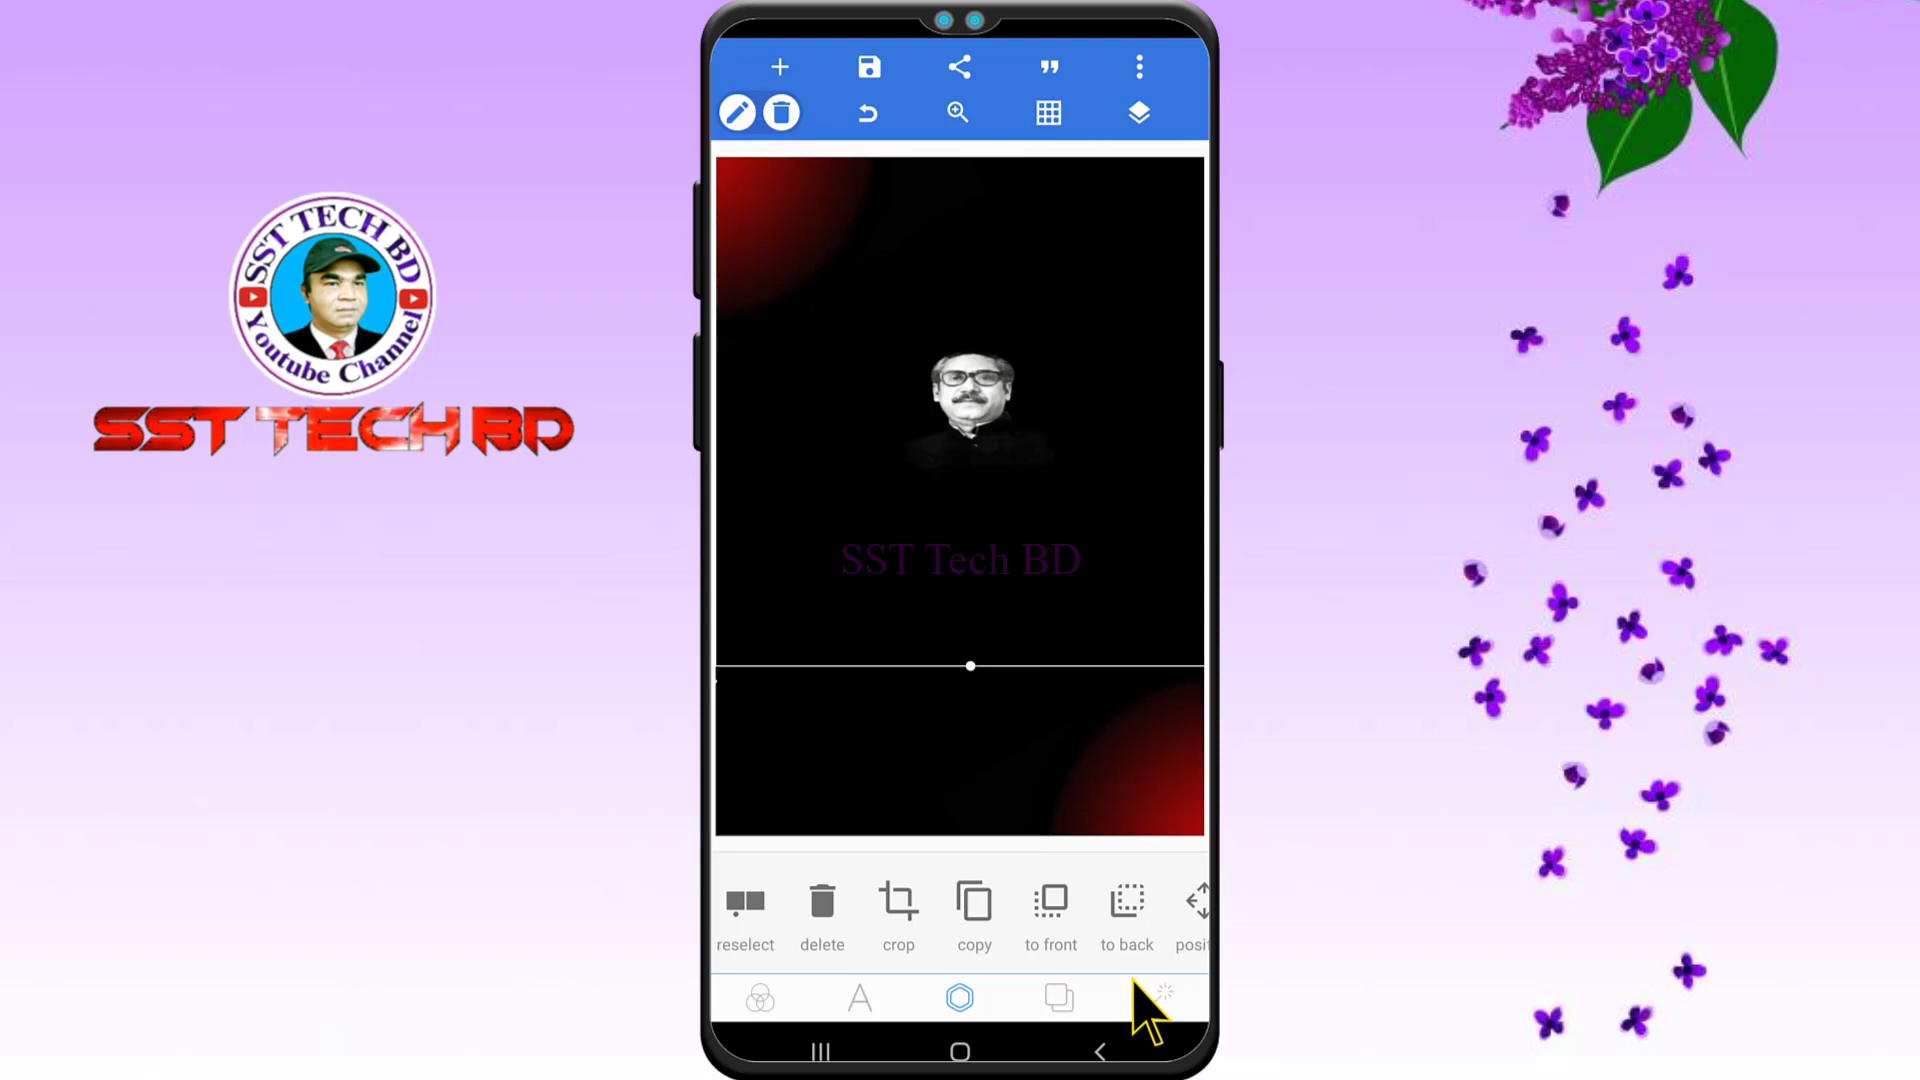 SST TECH BD
Youtube Channel
SST TECH BD
SST Tech BD
reselect
delete
crop
copy
to front
to back
posit